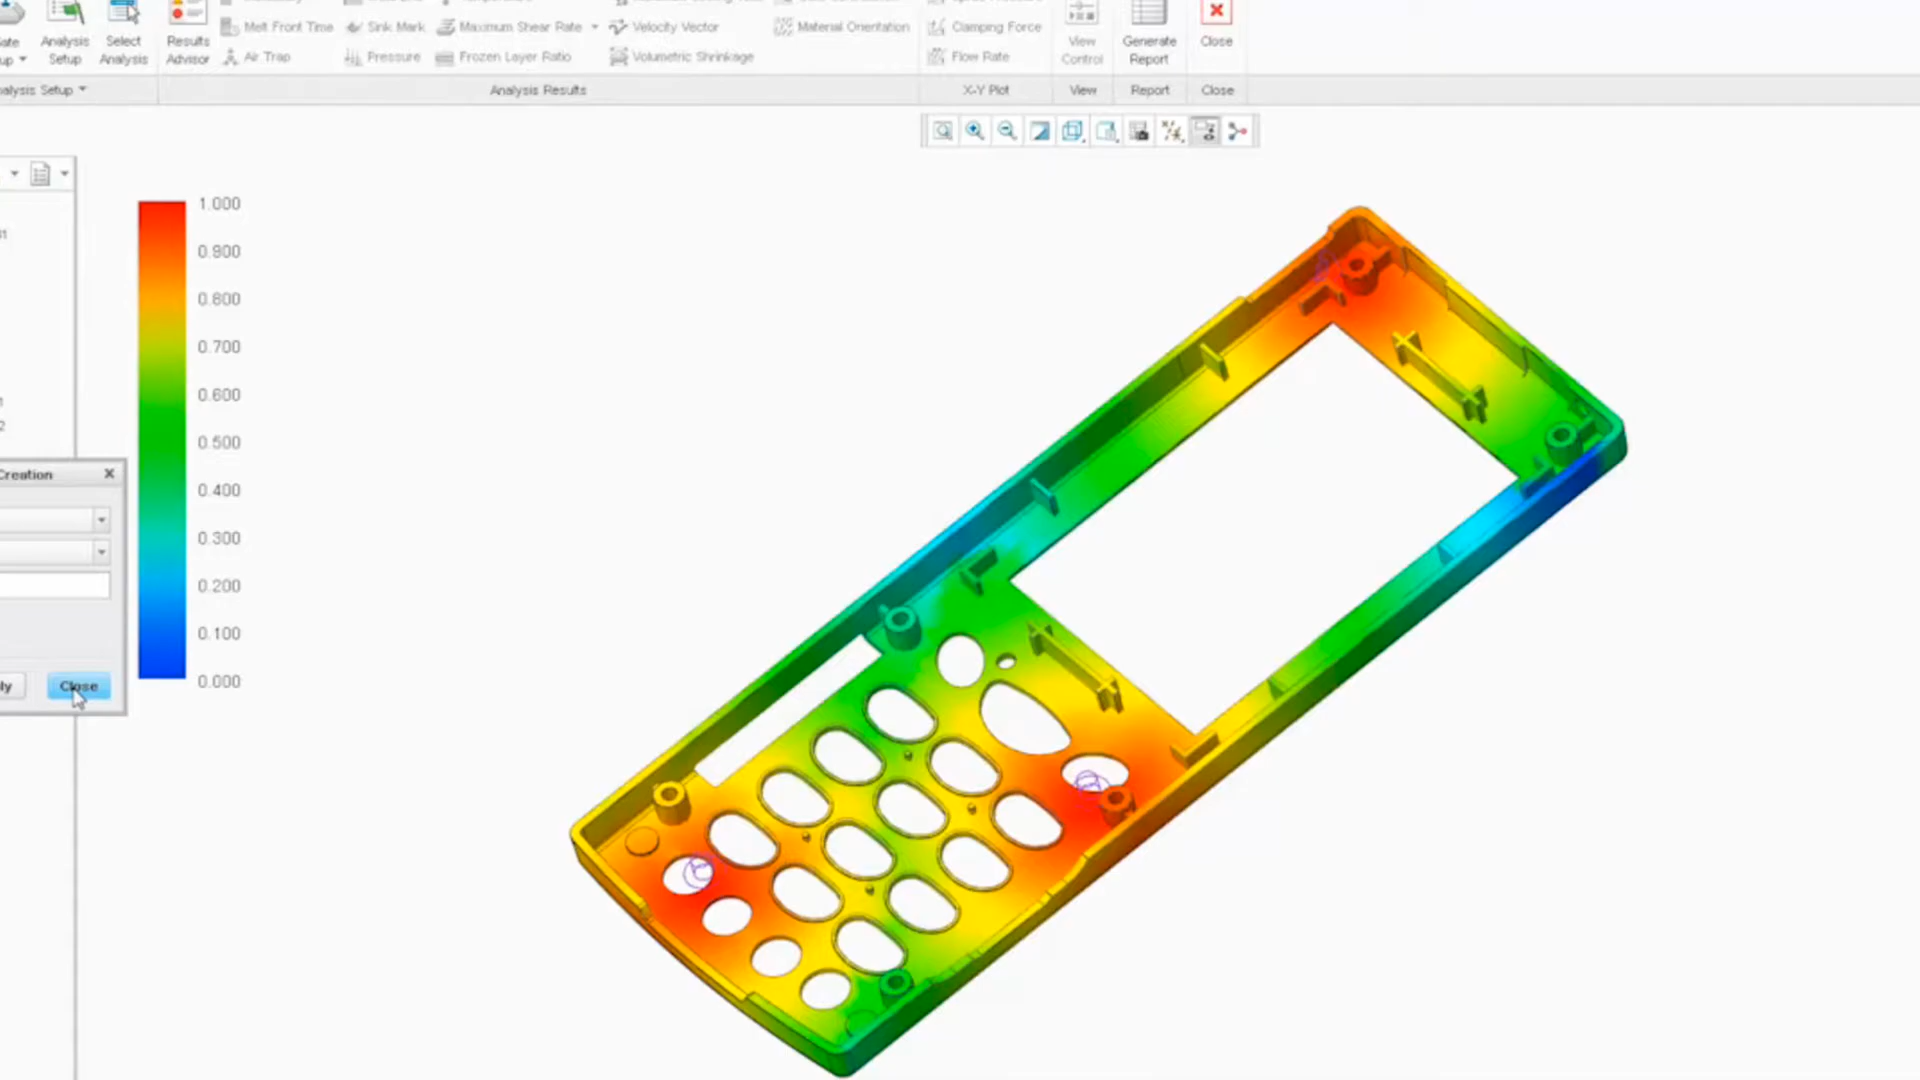 Melt Front Time
Sink Mark
Maximum Shear Rate
Velocity Vector
Material Orientation
Clamping Force
Analysis Setup
Select Analysis
Results Advisor
Air Trap
Pressure
Frozen Layer Ratio
Volumetric Shrinkage
Flow Rate
View Control
Generate Report
Close
alysis Setup
Analysis Results
X-Y Plot
View
Report
Close
1.000
0.900
0.800
0.700
0.600
0.500
0.400
0.300
0.200
0.100
0.000
Creation
ly
Close